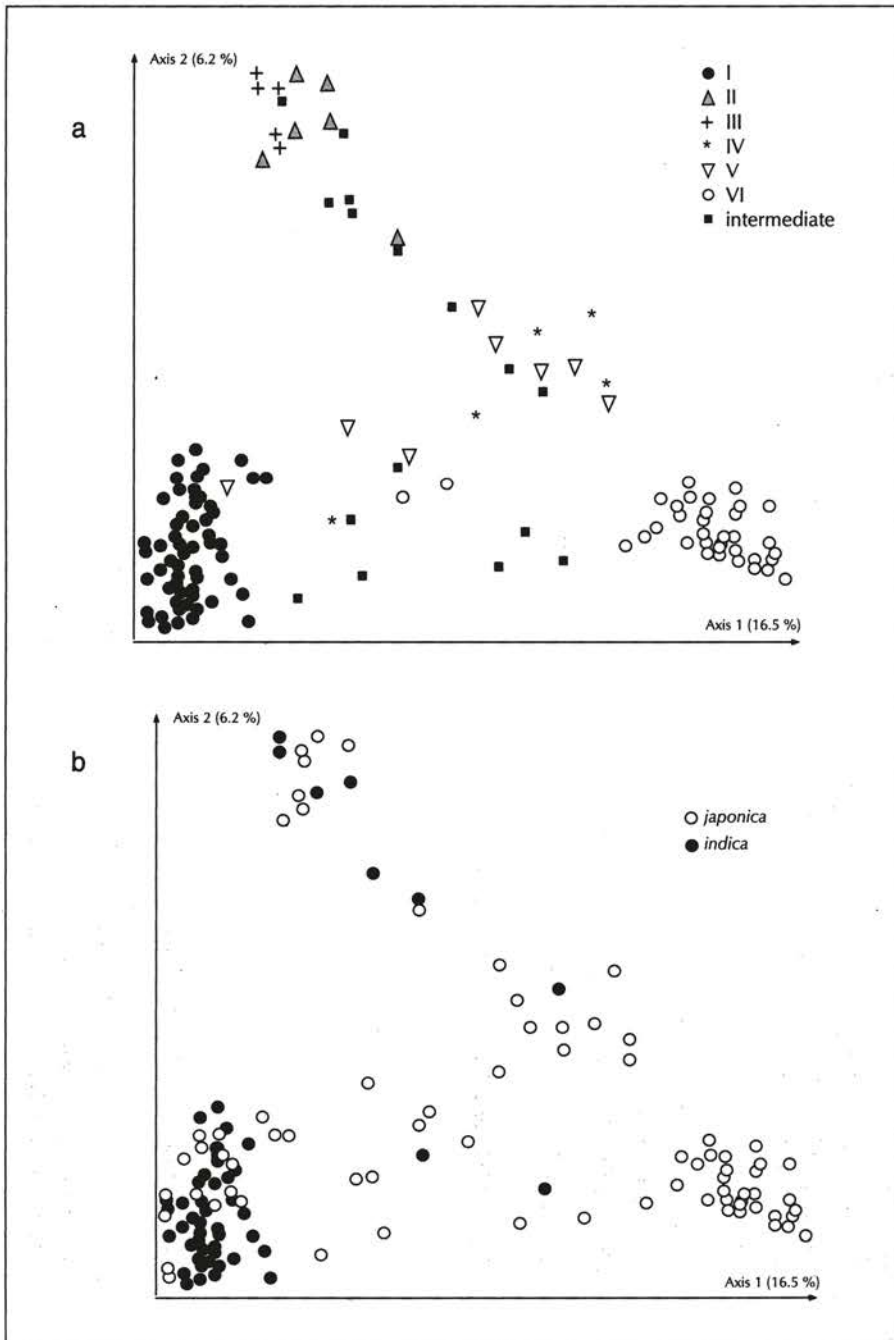 a
Axis 2 (6.2 %)
I
II
III
IV
V
VI
intermediate
Axis 1 (16.5 %)
b
Axis 2 (6.2 %)
japonica
indica
Axis 1 (16.5 %)